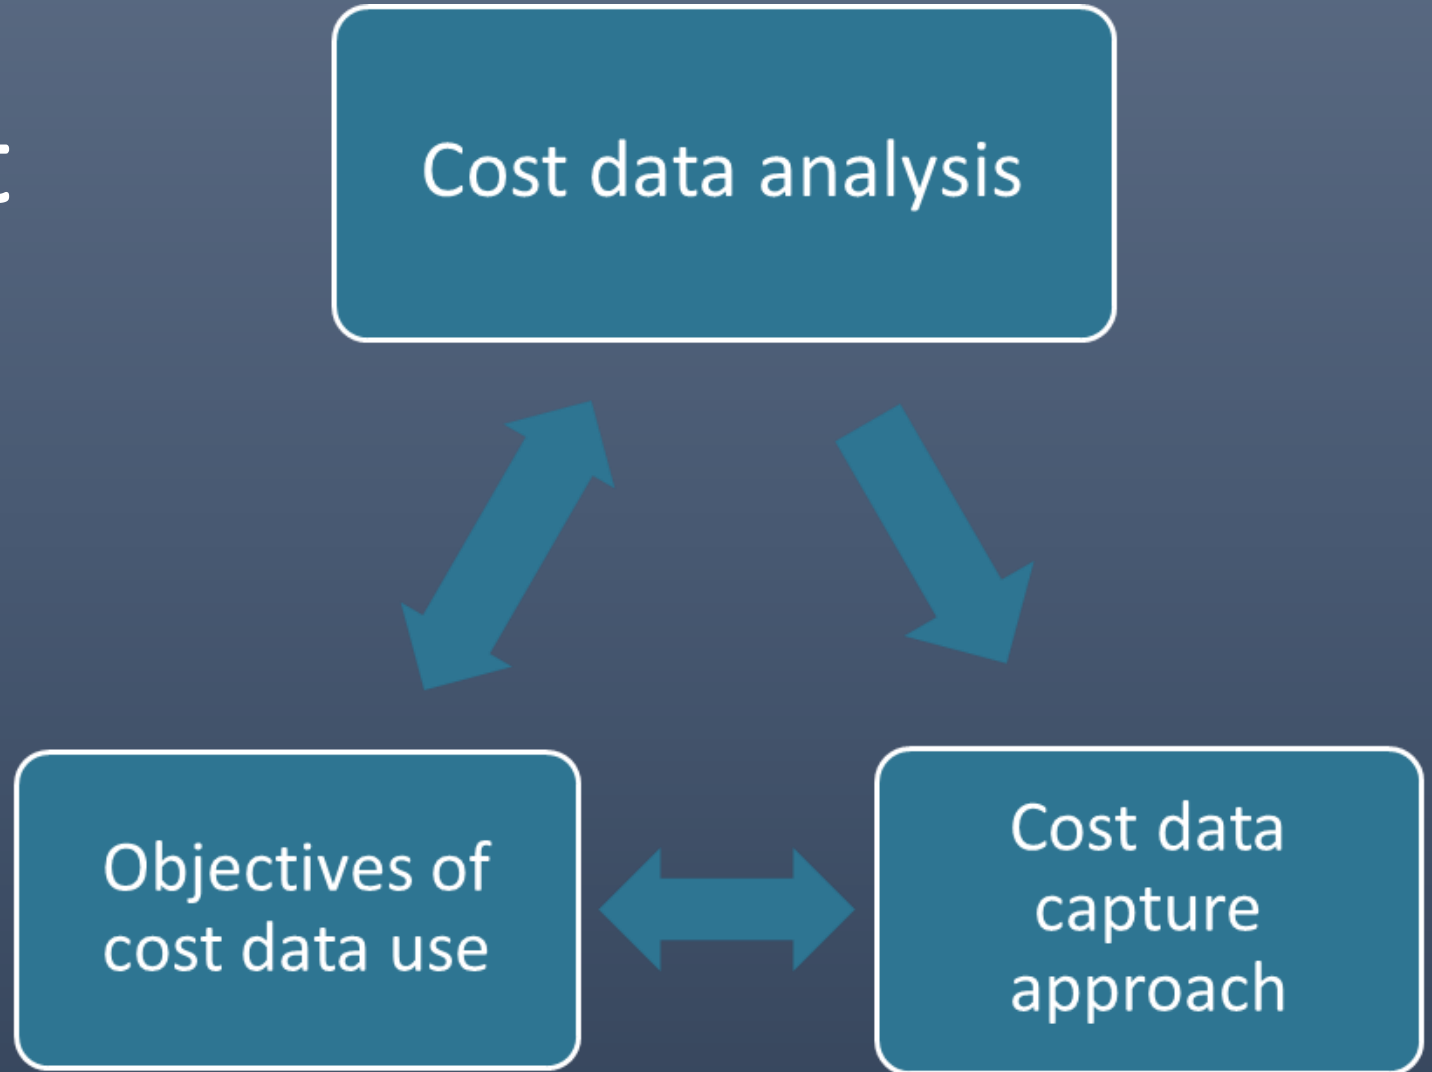 Cost data analysis
Objectives of
cost data use
Cost data
capture
approach